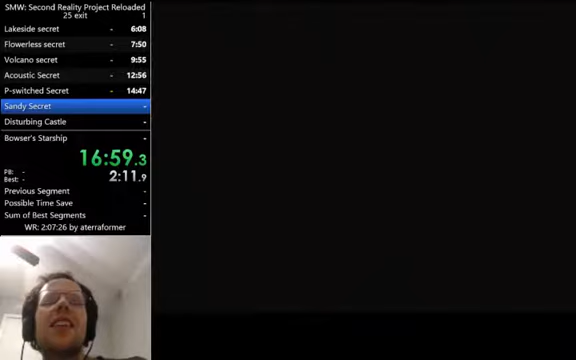 SMW: Second Reality Project Reloaded
25 exit 1
Lakeside secret - 6:08
Flowerless secret - 7:50
Volcano secret - 9:55
Acoustic Secret - 12:56
P-switched Secret - 14:47
Sandy Secret -
Disturbing Castle -
Bowser's Starship -
16:59.3
PB: -
Best: - 2:11.9
Previous Segment -
Possible Time Save -
Sum of Best Segments -
WR: 2:07:26 by aterraformer